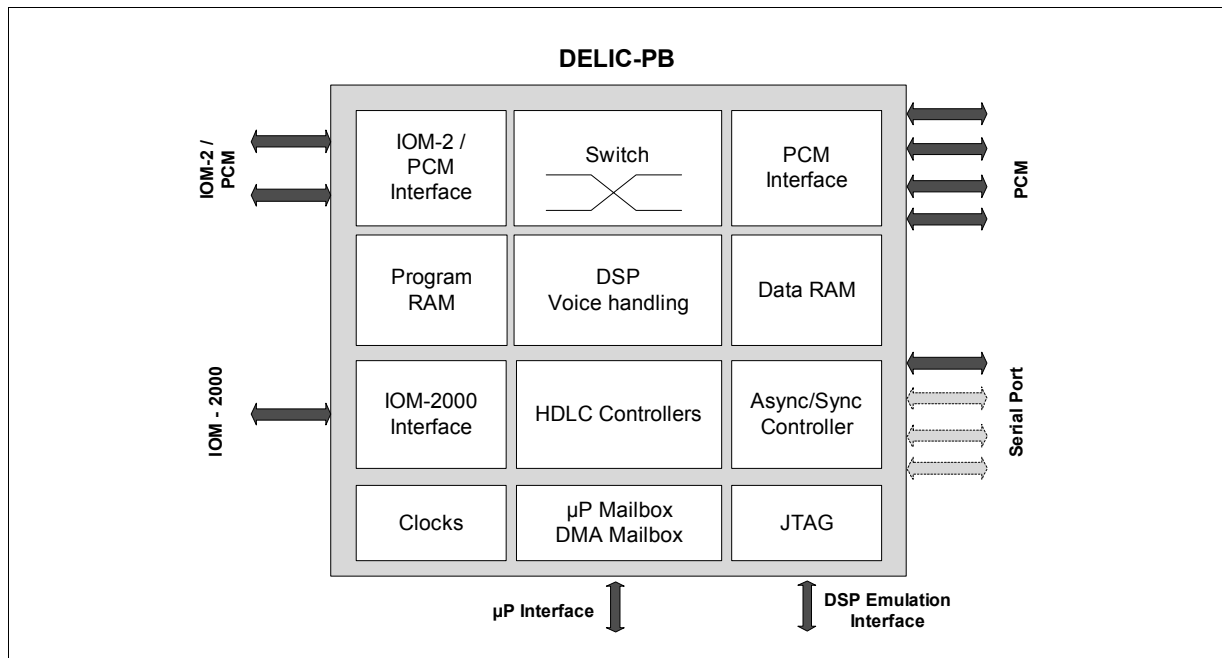 DELIC-PB
IOM-2 /
PCM
IOM-2 /
PCM
Interface
Switch
PCM
Interface
PCM
Program
RAM
DSP
Voice handling
Data RAM
IOM - 2000
IOM-2000
Interface
HDLC Controllers
Async/Sync
Controller
Serial Port
Clocks
µP Mailbox
DMA Mailbox
JTAG
µP Interface
DSP Emulation
Interface